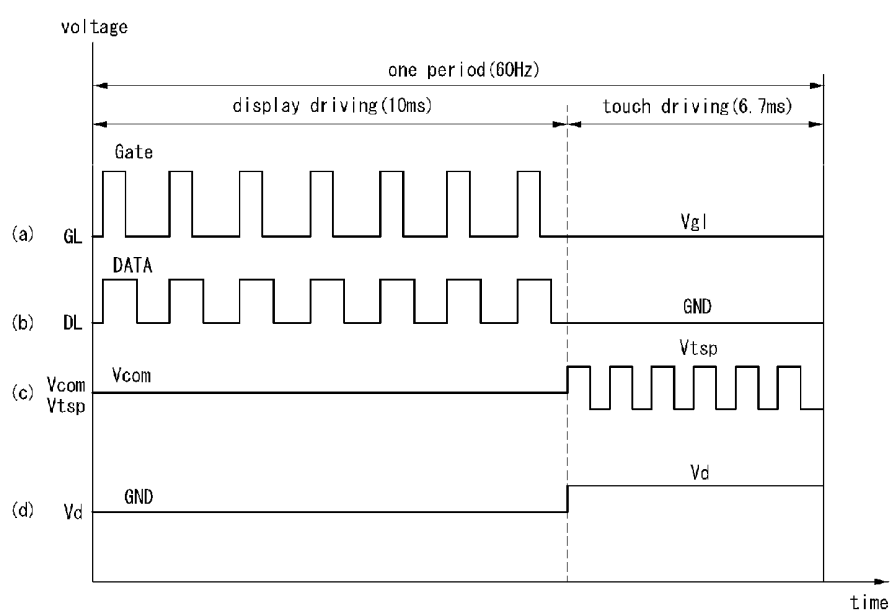 voltage
one period(60Hz)
display driving(10ms)
touch driving(6.7ms)
Gate
(a) GL
Vgl
DATA
(b) DL
GND
Vtsp
Vcom
(c) Vcom
Vtsp
Vd
GND
(d) Vd
time